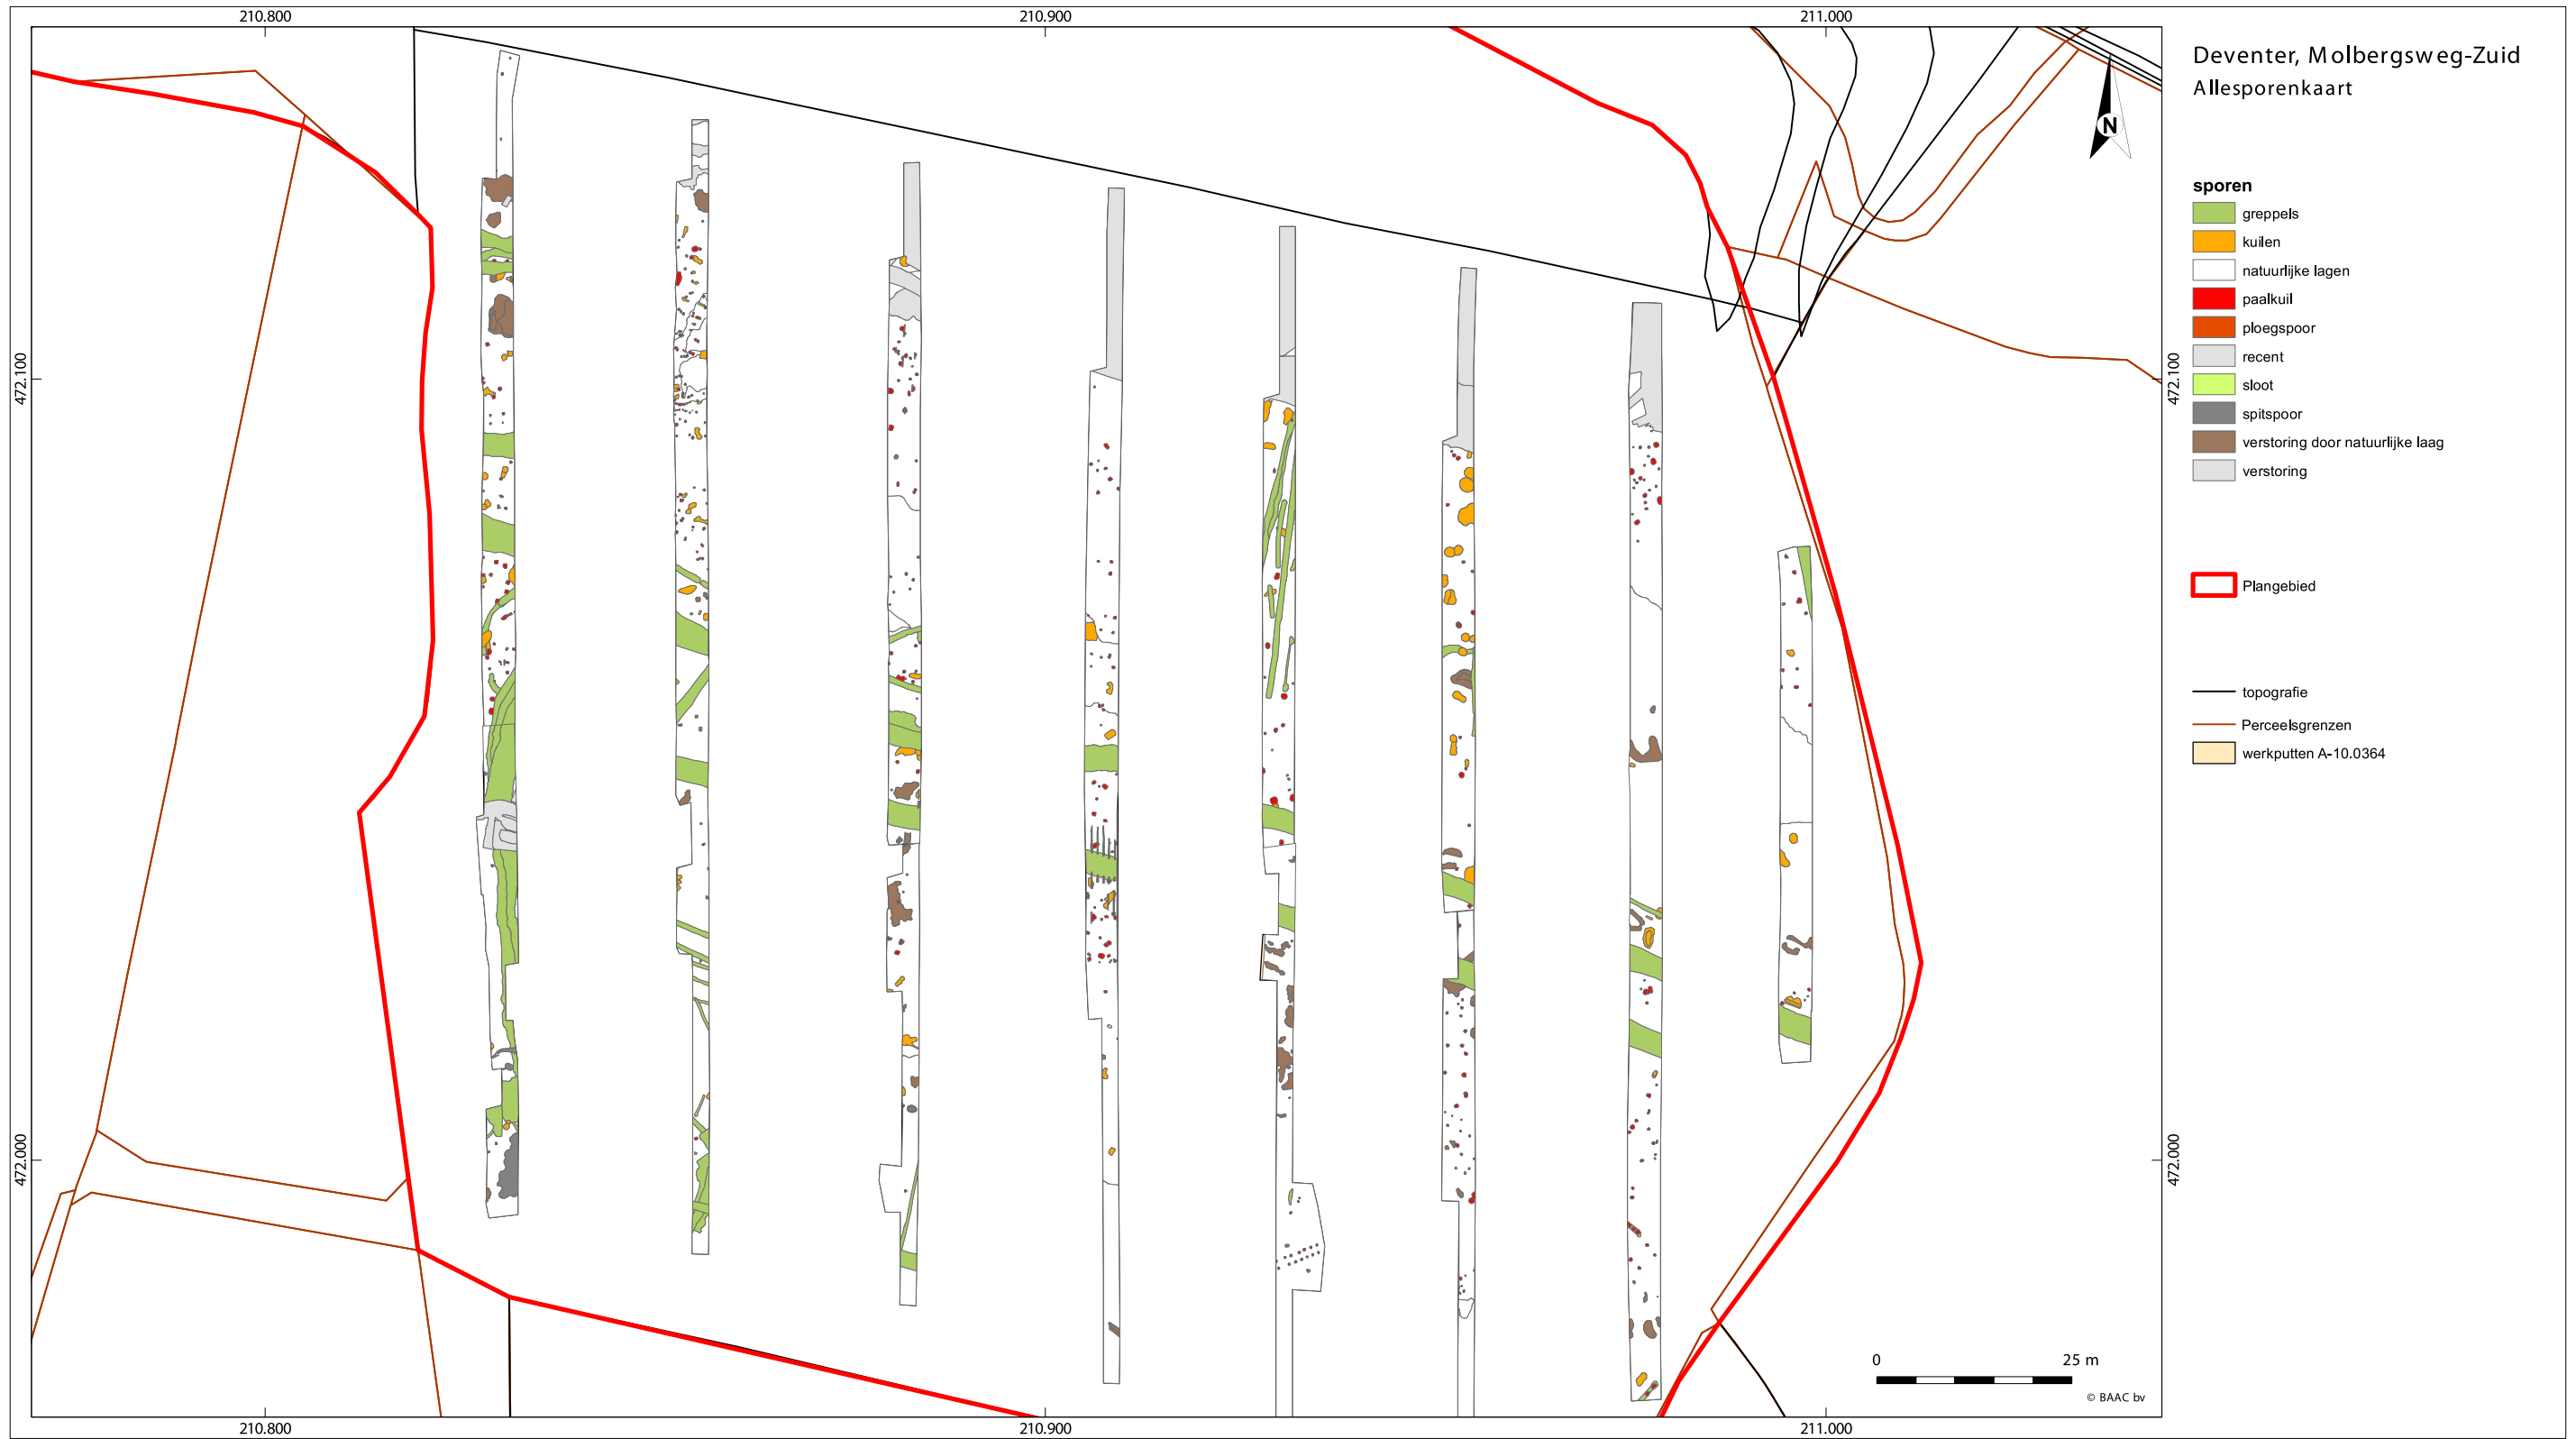 210.800
210.900
211.000
Deventer, Molbergsweg-Zuid
Allesporenkaart
N
sporen
greppels
kuilen
natuurlijke lagen
paalkuil
ploegspoor
recent
sloot
spitspoor
verstoring door natuurlijke laag
verstoring
Plangebied
topografie
Perceelsgrenzen
werkputten A-10.0364
472.100
472.100
472.000
472.000
0 25 m
© BAAC bv
210.800
210.900
211.000